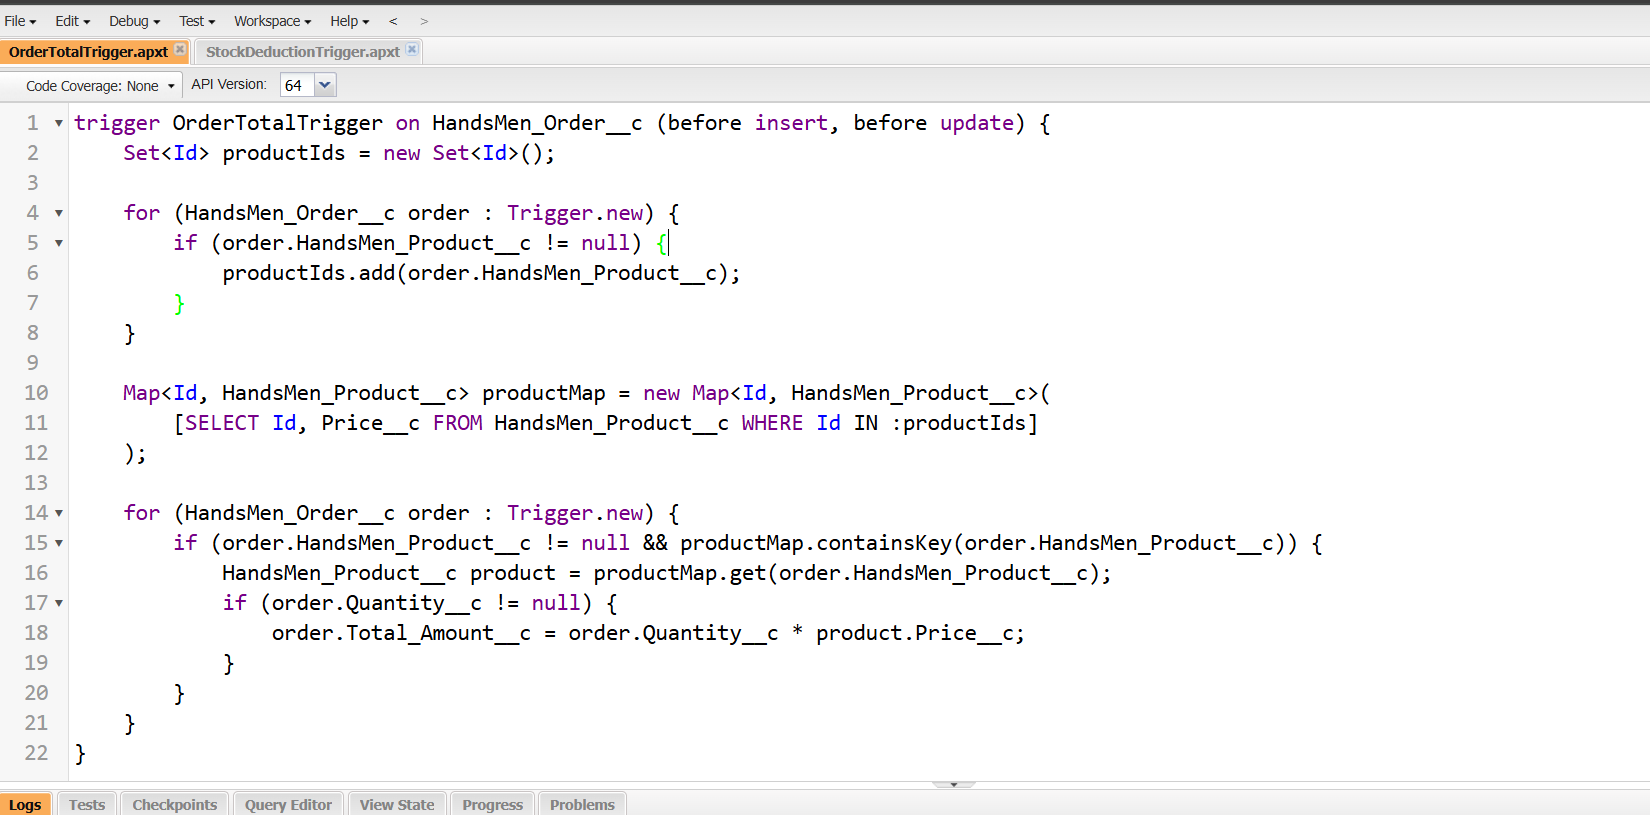 File Edit Debug Test Workspace Help < >
OrderTotalTrigger.apxt StockDeductionTrigger.apxt
Code Coverage: None API Version: 64
1 trigger OrderTotalTrigger on HandsMen_Order__c (before insert, before update) {
2     Set<Id> productIds = new Set<Id>();
3
4     for (HandsMen_Order__c order : Trigger.new) {
5         if (order.HandsMen_Product__c != null) {
6             productIds.add(order.HandsMen_Product__c);
7         }
8     }
9
10     Map<Id, HandsMen_Product__c> productMap = new Map<Id, HandsMen_Product__c>(
11         [SELECT Id, Price__c FROM HandsMen_Product__c WHERE Id IN :productIds]
12     );
13
14     for (HandsMen_Order__c order : Trigger.new) {
15         if (order.HandsMen_Product__c != null && productMap.containsKey(order.HandsMen_Product__c)) {
16             HandsMen_Product__c product = productMap.get(order.HandsMen_Product__c);
17             if (order.Quantity__c != null) {
18                 order.Total_Amount__c = order.Quantity__c * product.Price__c;
19             }
20         }
21     }
22 }
Logs Tests Checkpoints Query Editor View State Progress Problems